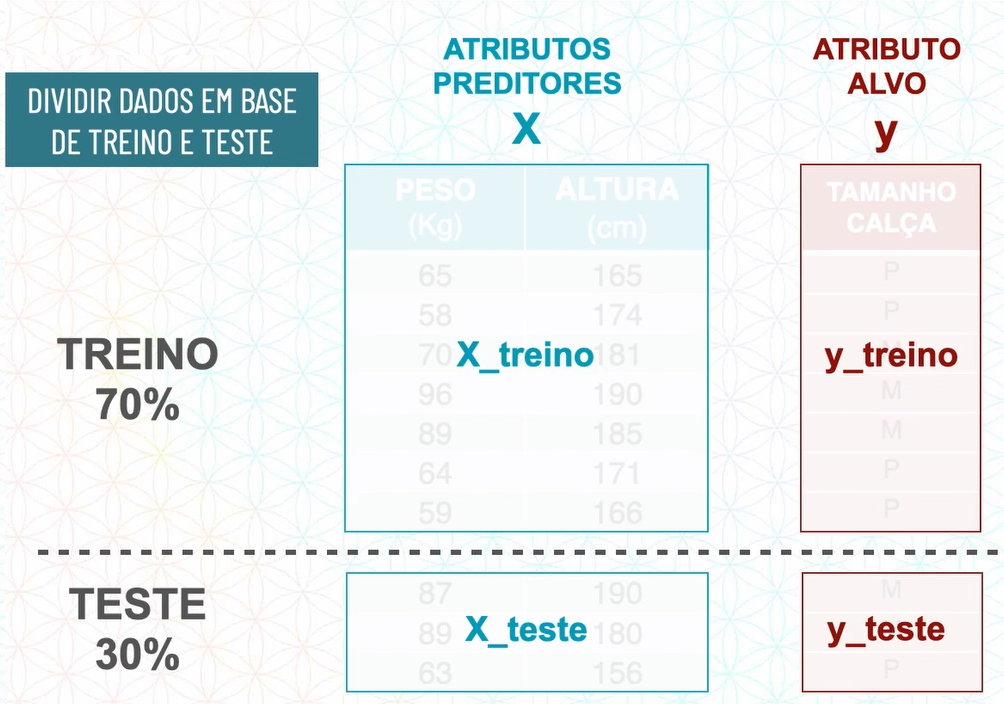 ATRIBUTOS
PREDITORES
X
ATRIBUTO
ALVO
y
DIVIDIR DADOS EM BASE
DE TREINO E TESTE
PESO
(Kg)
ALTURA
(cm)
TAMANHO
CALÇA
65 165 P
58 174 P
TREINO
70%
70 X_treino 181 y_treino
96 190 M
89 185 M
64 171 P
59 166 P
TESTE
30%
87 190 M
89 X_teste 180 y_teste
63 156 P